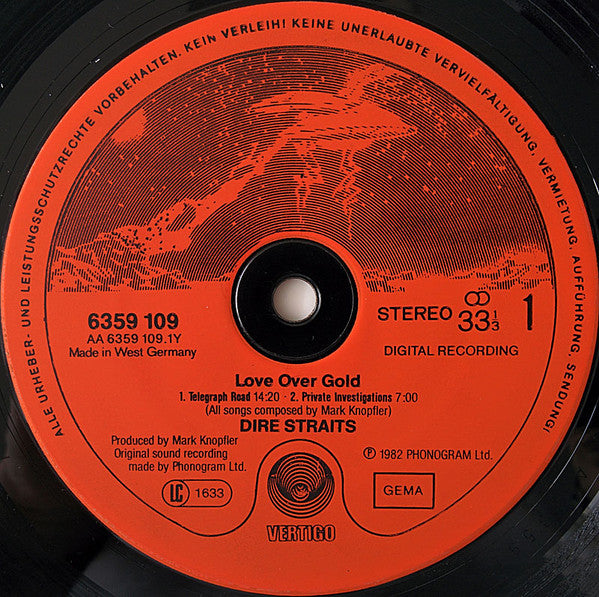 ALLE URHEBER- UND LEISTUNGSSCHUTZRECHTE VORBEHALTEN. KEIN VERLEIH! KEINE UNERLAUBTE VERVIELFÄLTIGUNG, VERMIETUNG, AUFFÜHRUNG, SENDUNG!
6359 109
AA 6359 109.1Y
Made in West Germany
STEREO 33 1/3 1
DIGITAL RECORDING
Love Over Gold
1. Telegraph Road 14:20 · 2. Private Investigations 7:00
(All songs composed by Mark Knopfler)
DIRE STRAITS
Produced by Mark Knopfler
Original sound recording
made by Phonogram Ltd.
℗ 1982 PHONOGRAM Ltd.
LC 1633
GEMA
VERTIGO